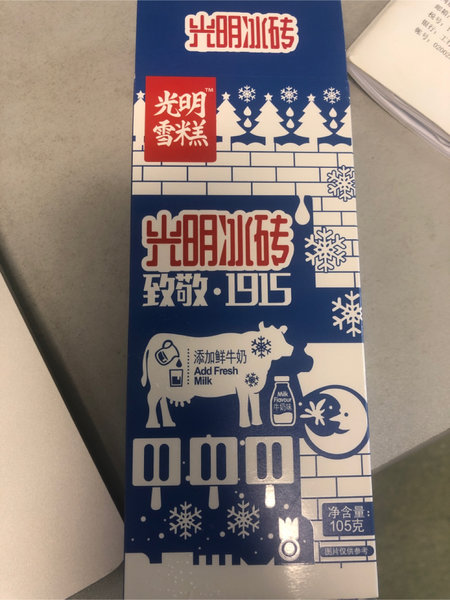 光明冰砖
光明™
雪糕
光明冰砖
致敬·1915
添加鲜牛奶
Add Fresh
Milk
Milk
Flavour
牛奶味
净含量:
105克
图片仅供参考